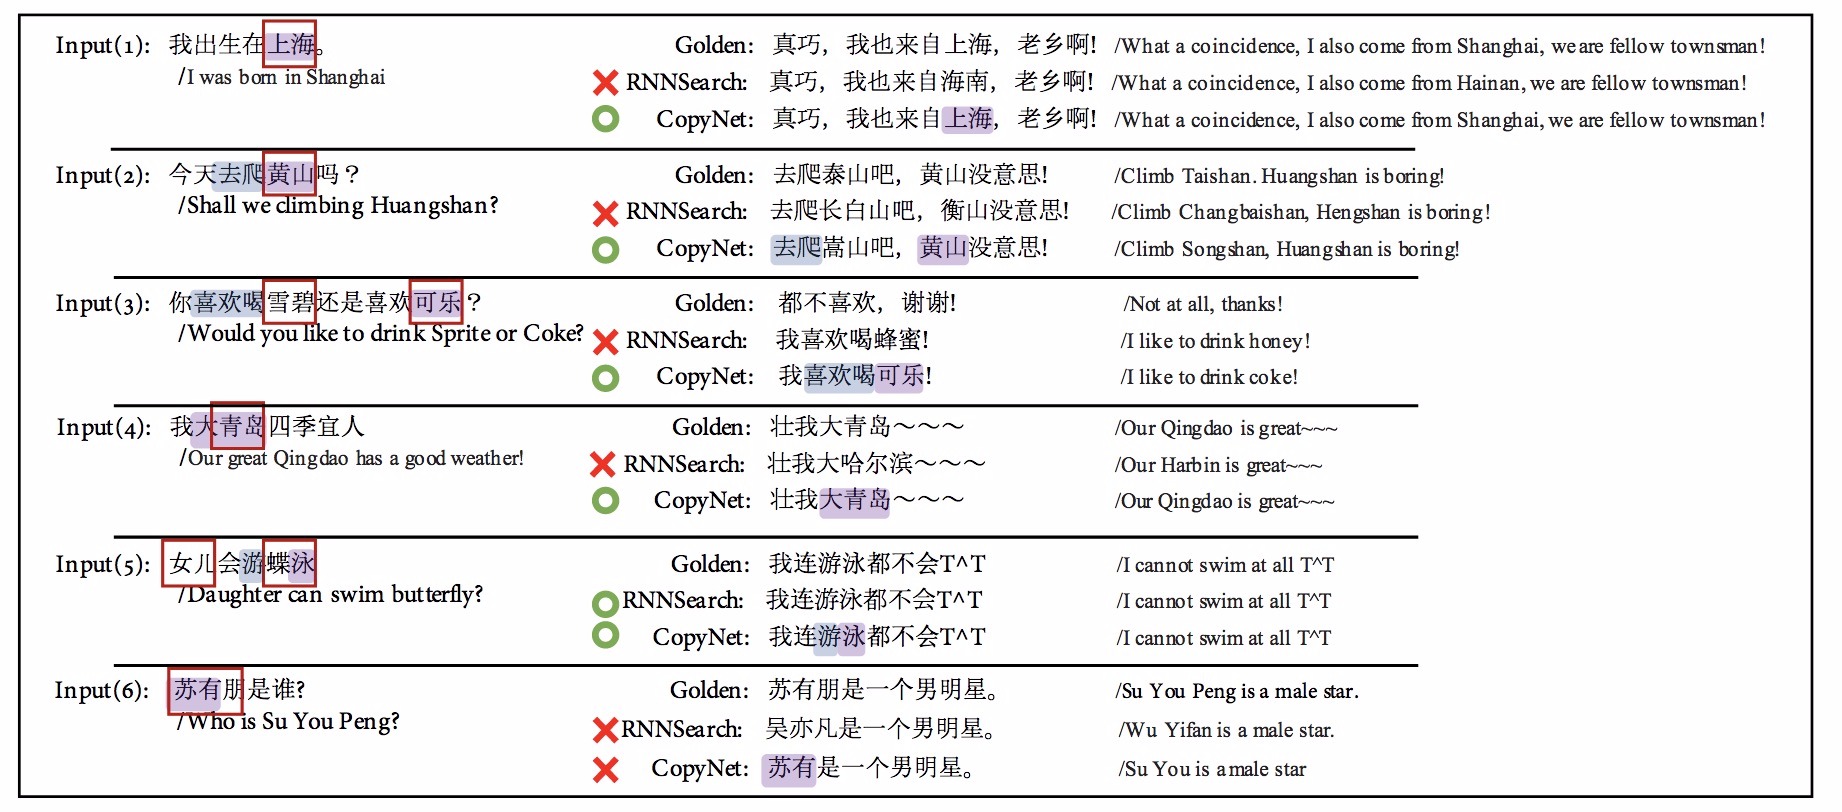 Input(1): 我出生在上海。
/I was born in Shanghai
Golden: 真巧，我也来自上海，老乡啊! /What a coincidence, I also come from Shanghai, we are fellow townsman!
RNNSearch: 真巧，我也来自海南，老乡啊! /What a coincidence, I also come from Hainan, we are fellow townsman!
CopyNet: 真巧，我也来自上海，老乡啊! /What a coincidence, I also come from Shanghai, we are fellow townsman!
Input(2): 今天去爬黄山吗？
/Shall we climbing Huangshan?
Golden: 去爬泰山吧，黄山没意思! /Climb Taishan. Huangshan is boring!
RNNSearch: 去爬长白山吧，衡山没意思! /Climb Changbaishan, Hengshan is boring!
CopyNet: 去爬嵩山吧，黄山没意思! /Climb Songshan, Huangshan is boring!
Input(3): 你喜欢喝雪碧还是喜欢可乐？
/Would you like to drink Sprite or Coke?
Golden: 都不喜欢，谢谢! /Not at all, thanks!
RNNSearch: 我喜欢喝蜂蜜! /I like to drink honey!
CopyNet: 我喜欢喝可乐! /I like to drink coke!
Input(4): 我大青岛四季宜人
/Our great Qingdao has a good weather!
Golden: 壮我大青岛～～～ /Our Qingdao is great~~~
RNNSearch: 壮我大哈尔滨～～～ /Our Harbin is great~~~
CopyNet: 壮我大青岛～～～ /Our Qingdao is great~~~
Input(5): 女儿会游蝶泳
/Daughter can swim butterfly?
Golden: 我连游泳都不会T^T /I cannot swim at all T^T
RNNSearch: 我连游泳都不会T^T /I cannot swim at all T^T
CopyNet: 我连游泳都不会T^T /I cannot swim at all T^T
Input(6): 苏有朋是谁?
/Who is Su You Peng?
Golden: 苏有朋是一个男明星。 /Su You Peng is a male star.
RNNSearch: 吴亦凡是一个男明星。 /Wu Yifan is a male star.
CopyNet: 苏有是一个男明星。 /Su You is a male star